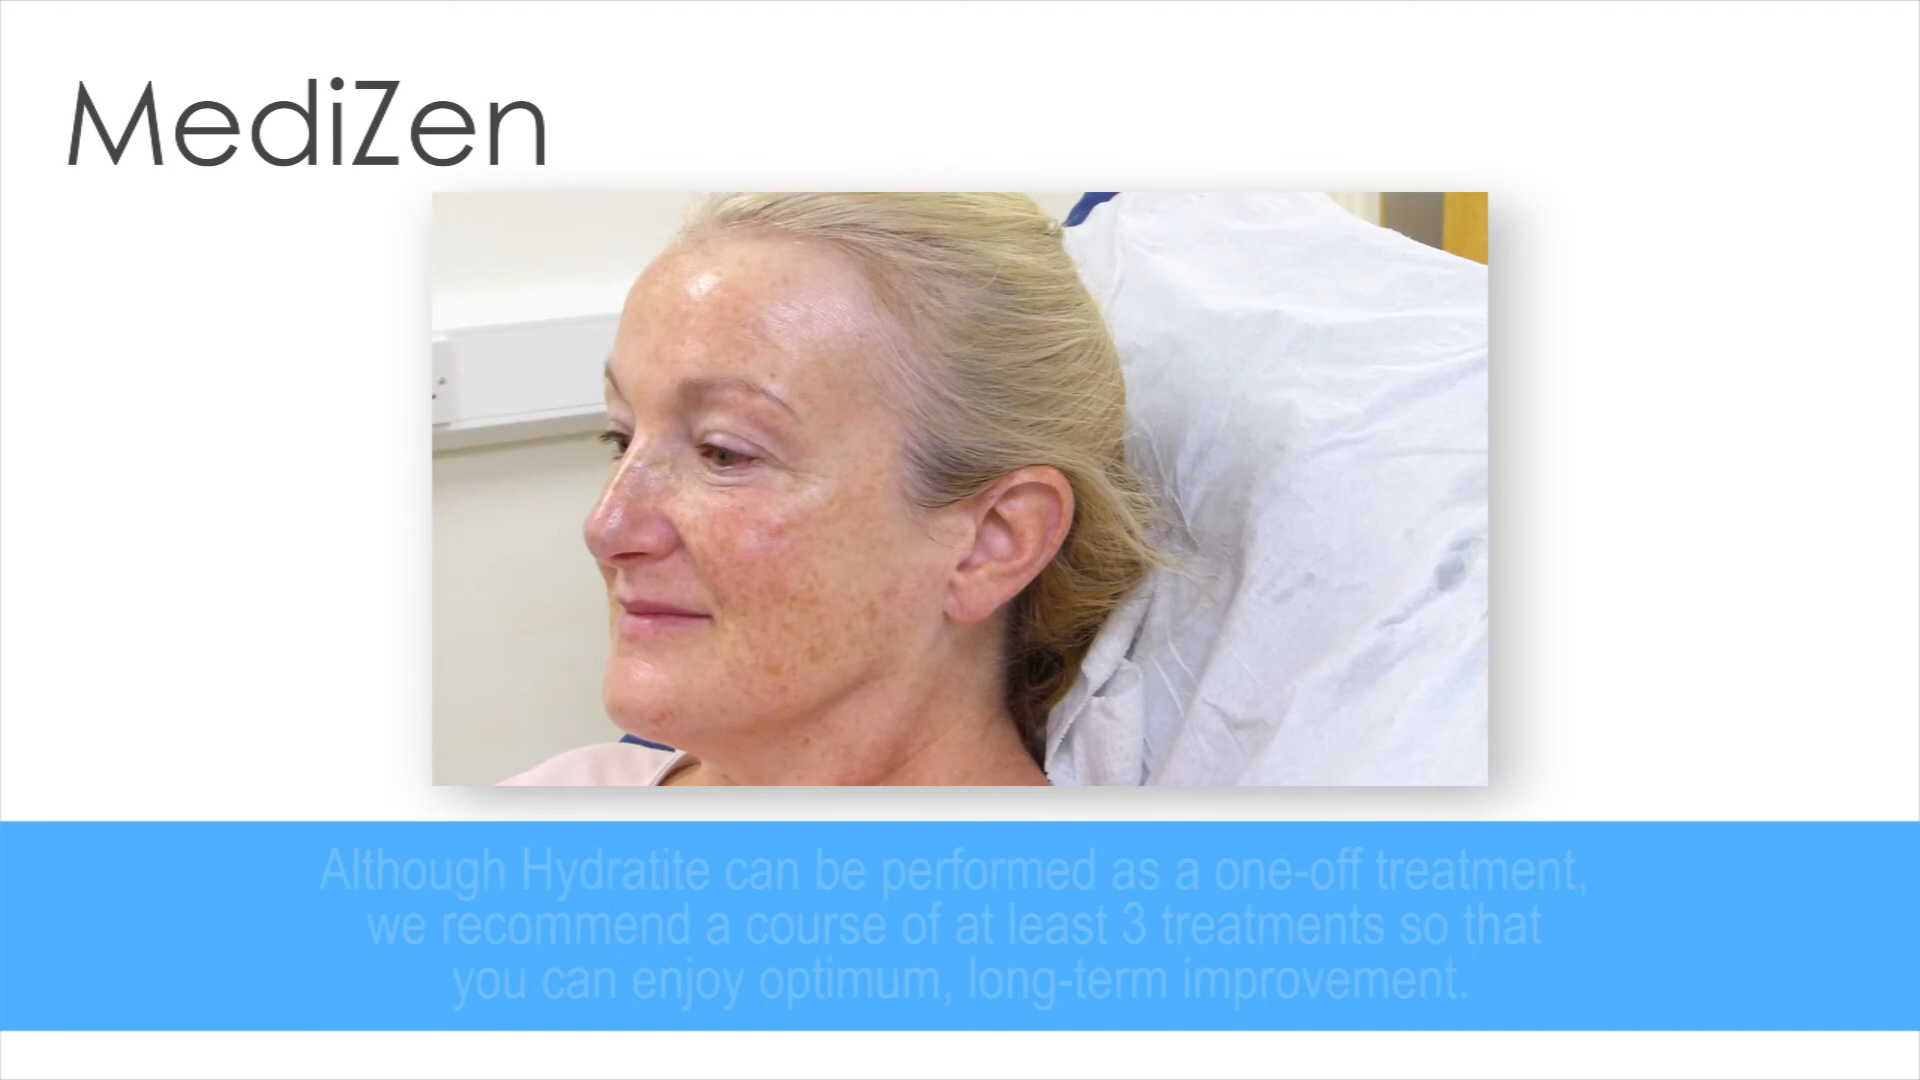 MediZen
Although Hydratite can be performed as a one-off treatment,
we recommend a course of at least 3 treatments so that
you can enjoy optimum, long-term improvement.